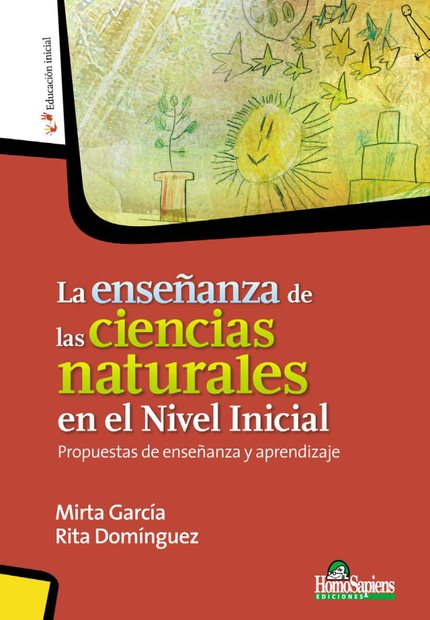 Educación inicial
La enseñanza de
las ciencias
naturales
en el Nivel Inicial
Propuestas de enseñanza y aprendizaje
Mirta García
Rita Domínguez
HomoSapiens
EDICIONES